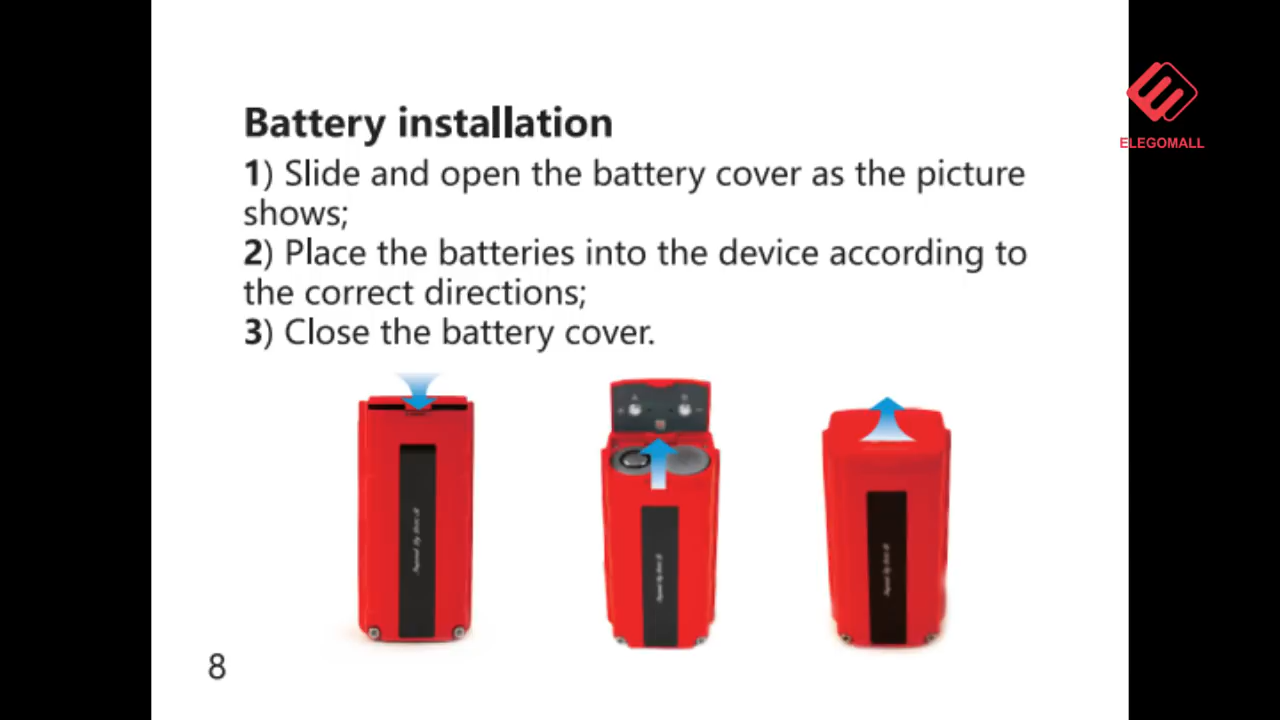 Battery installation
1) Slide and open the battery cover as the picture
shows;
2) Place the batteries into the device according to
the correct directions;
3) Close the battery cover.
8
ELEGOMALL